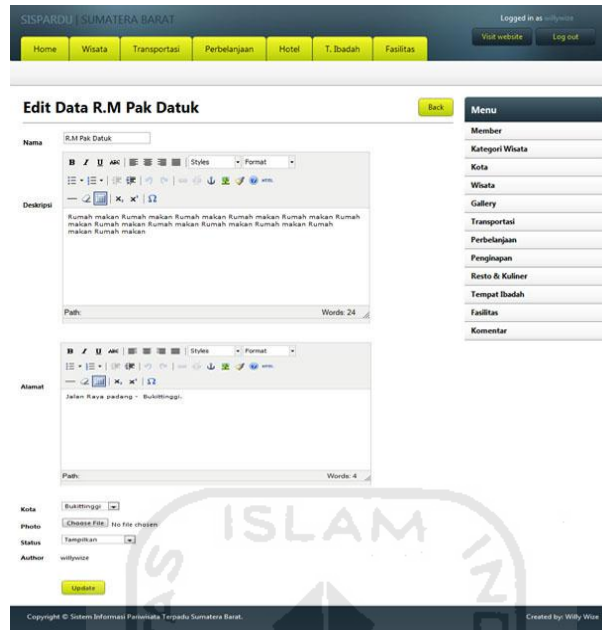 SISPARDU | SUMATERA BARAT
Logged in as willywize
Visit website Log out
Home Wisata Transportasi Perbelanjaan Hotel T. Ibadah Fasilitas
Edit Data R.M Pak Datuk
Back
Nama
R.M Pak Datuk
Deskripsi
B I U ABC Styles Format
HTML
Rumah makan Rumah makan Rumah makan Rumah makan Rumah makan Rumah
makan Rumah makan Rumah makan Rumah makan Rumah makan Rumah
makan Rumah makan
Path: Words: 24
Alamat
B I U ABC Styles Format
HTML
Jalan Raya padang - Bukittinggi.
Path: Words: 4
Kota Bukittinggi
Photo Choose File No file chosen
Status Tampilkan
Author willywize
Update
Menu
Member
Kategori Wisata
Kota
Wisata
Gallery
Transportasi
Perbelanjaan
Penginapan
Resto & Kuliner
Tempat Ibadah
Fasilitas
Komentar
ISLAM
Copyright © Sistem Informasi Pariwisata Terpadu Sumatera Barat.
Created by: Willy Wize